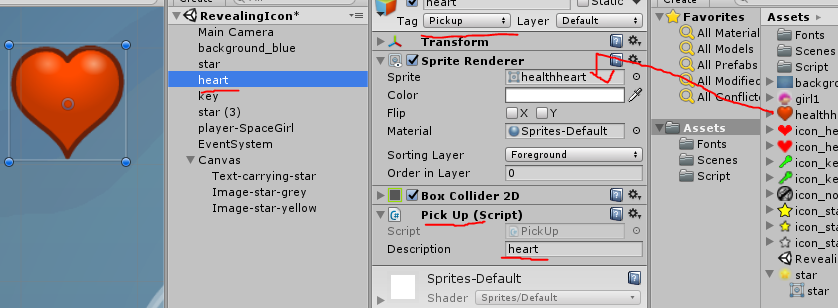 Create
RevealingIcon*
Main Camera
background_blue
star
heart
key
star (3)
player-SpaceGirl
EventSystem
Canvas
Text-carrying-star
Image-star-grey
Image-star-yellow
heart
Static
Tag Pickup Layer Default
Transform
Sprite Renderer
Sprite healthheart
Color
Flip X Y
Material Sprites-Default
Sorting Layer Foreground
Order in Layer 0
Box Collider 2D
Pick Up (Script)
Script PickUp
Description heart
Sprites-Default
Shader Sprites/Default
Favorites
All Material
All Models
All Prefabs
All Modified
All Conflicts
Assets
Fonts
Scenes
Script
Assets
Fonts
Scenes
Script
backgro
girl1
healthh
icon_he
icon_he
icon_ke
icon_ke
icon_no
icon_sta
icon_sta
icon_sta
Reveali
star
star